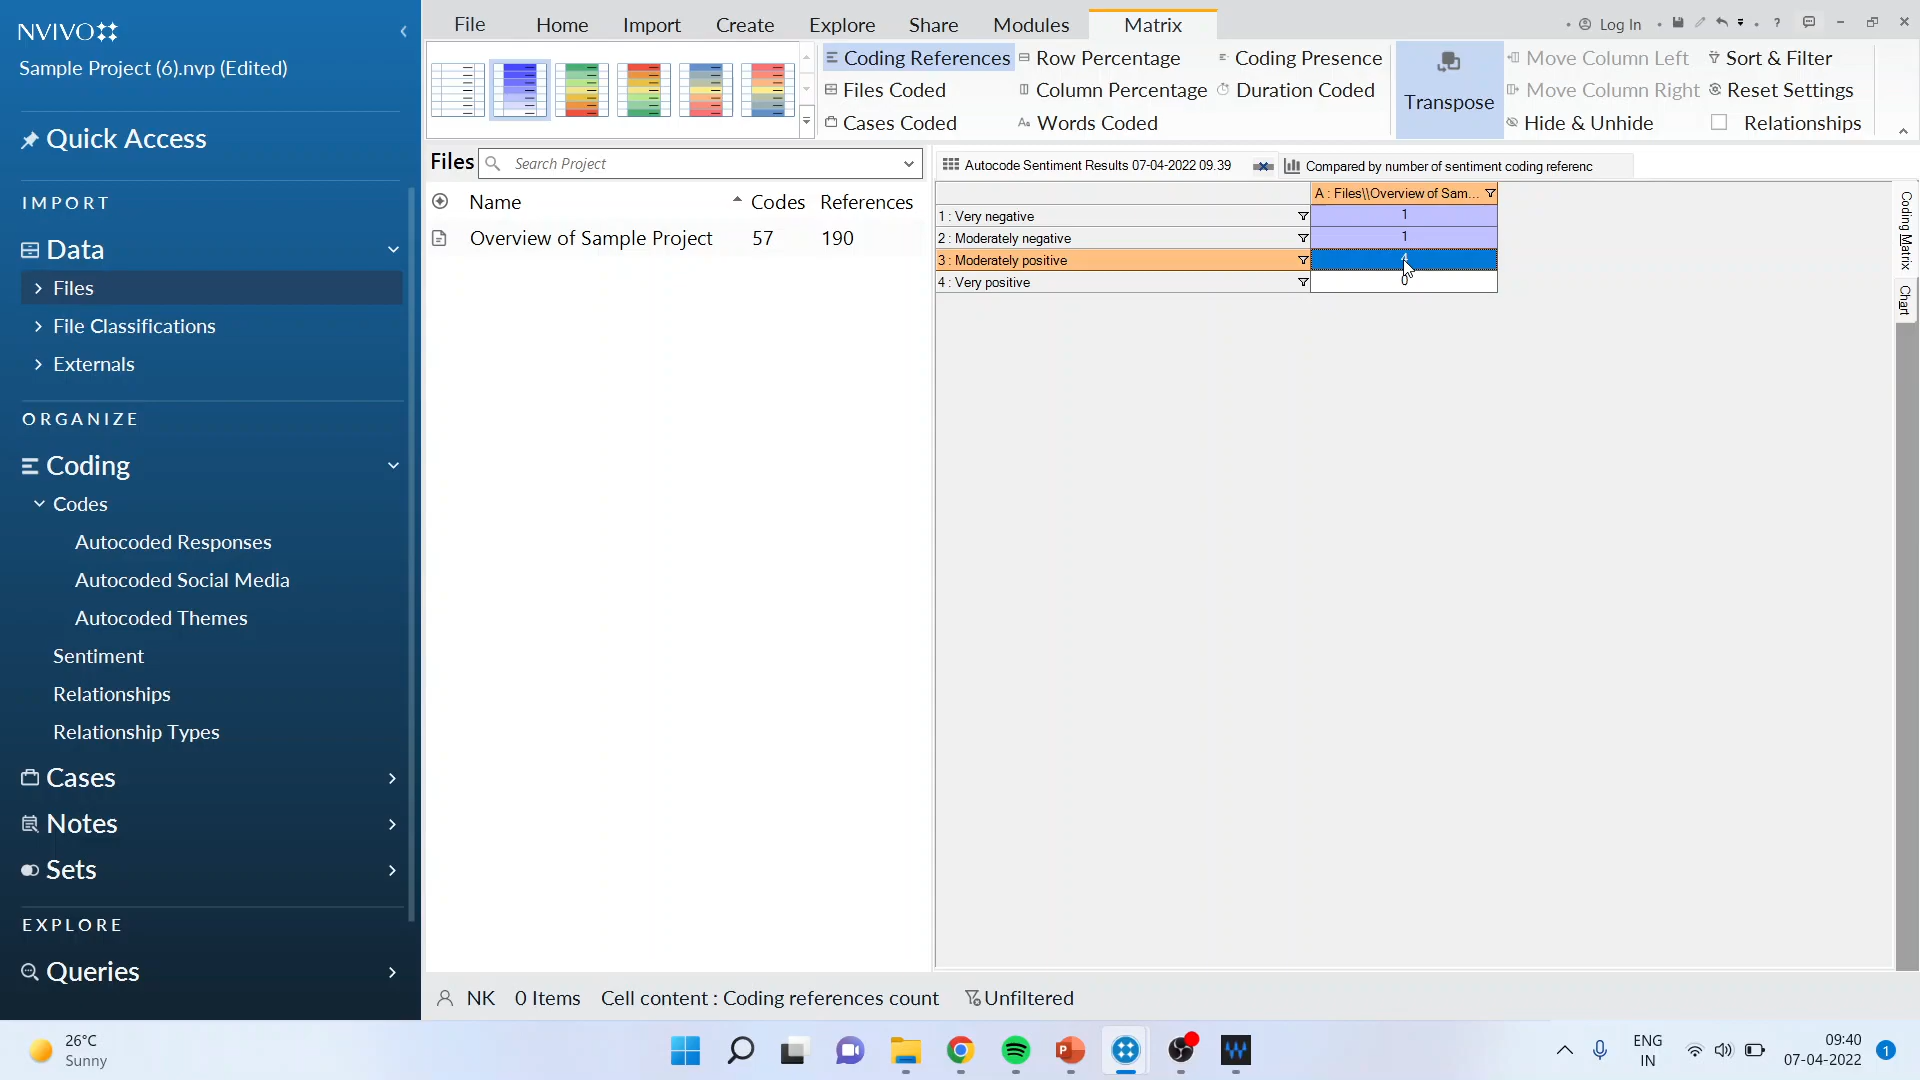 NVIVO
Sample Project (6).nvp (Edited)
Quick Access
IMPORT
Data
Files
File Classifications
Externals
ORGANIZE
Coding
Codes
Autocoded Responses
Autocoded Social Media
Autocoded Themes
Sentiment
Relationships
Relationship Types
Cases
Notes
Sets
EXPLORE
Queries
File Home Import Create Explore Share Modules Matrix
Log In
Coding References Row Percentage Coding Presence
Files Coded Column Percentage Duration Coded
Cases Coded Words Coded
Transpose
Move Column Left Sort & Filter
Move Column Right Reset Settings
Hide & Unhide Relationships
Files Search Project
Name Codes References
Overview of Sample Project 57 190
Autocode Sentiment Results 07-04-2022 09.39 Compared by number of sentiment coding referenc
A : Files\\Overview of Sam...
1 : Very negative 1
2 : Moderately negative 1
3 : Moderately positive
4 : Very positive 0
Coding Matrix
Chart
NK 0 Items Cell content : Coding references count Unfiltered
26°C
Sunny
ENG
IN
09:40
07-04-2022
1